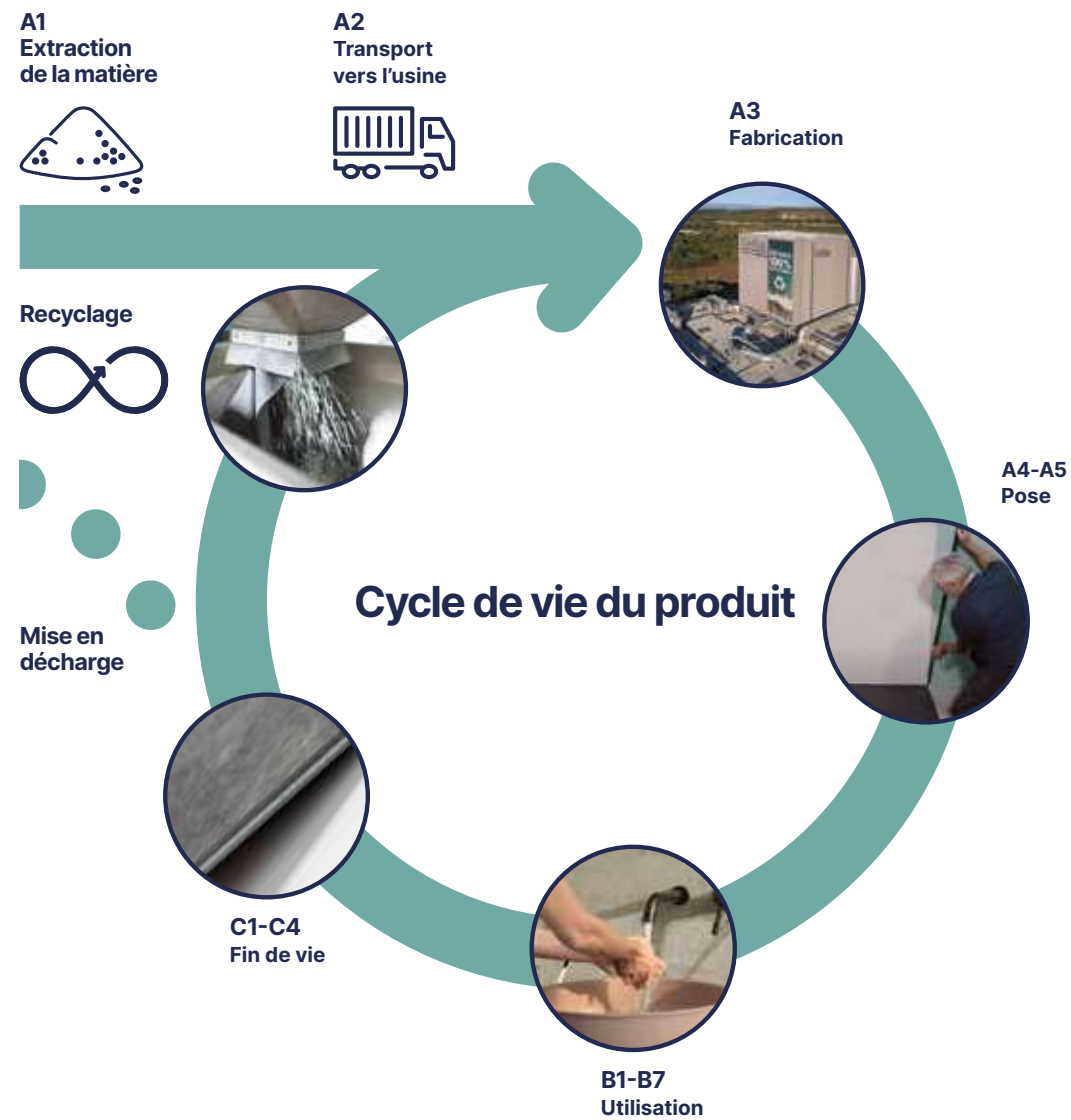 A1
Extraction
de la matière
A2
Transport
vers l'usine
A3
Fabrication
100%
Recyclage
A4-A5
Pose
Cycle de vie du produit
Mise en
décharge
C1-C4
Fin de vie
B1-B7
Utilisation